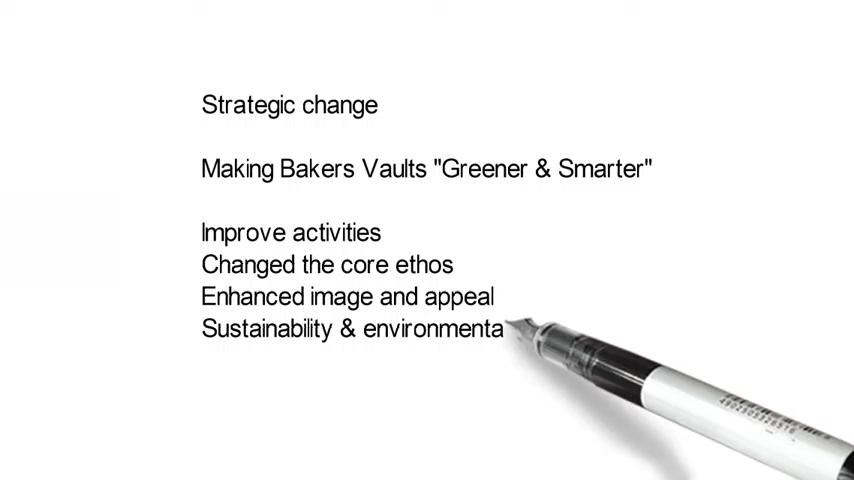 Strategic change
Making Bakers Vaults "Greener & Smarter"
Improve activities
Changed the core ethos
Enhanced image and appeal
Sustainability & environmenta